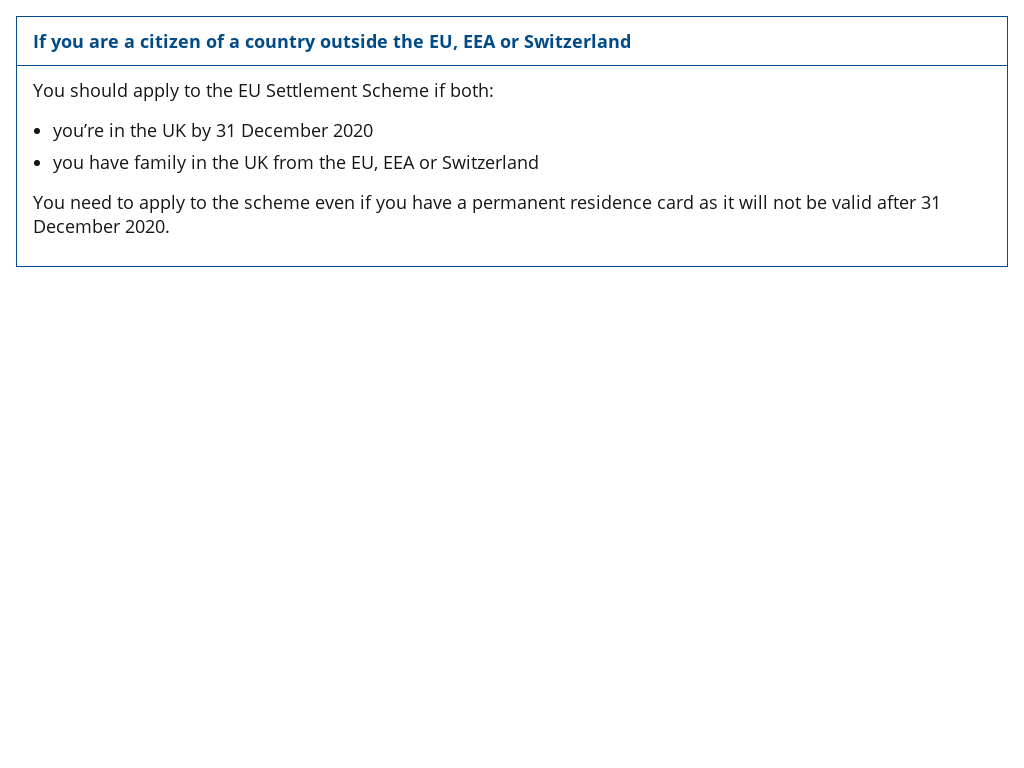 If you are a citizen of a country outside the EU, EEA or Switzerland
You should apply to the EU Settlement Scheme if both:
• you’re in the UK by 31 December 2020
• you have family in the UK from the EU, EEA or Switzerland
You need to apply to the scheme even if you have a permanent residence card as it will not be valid after 31
December 2020.